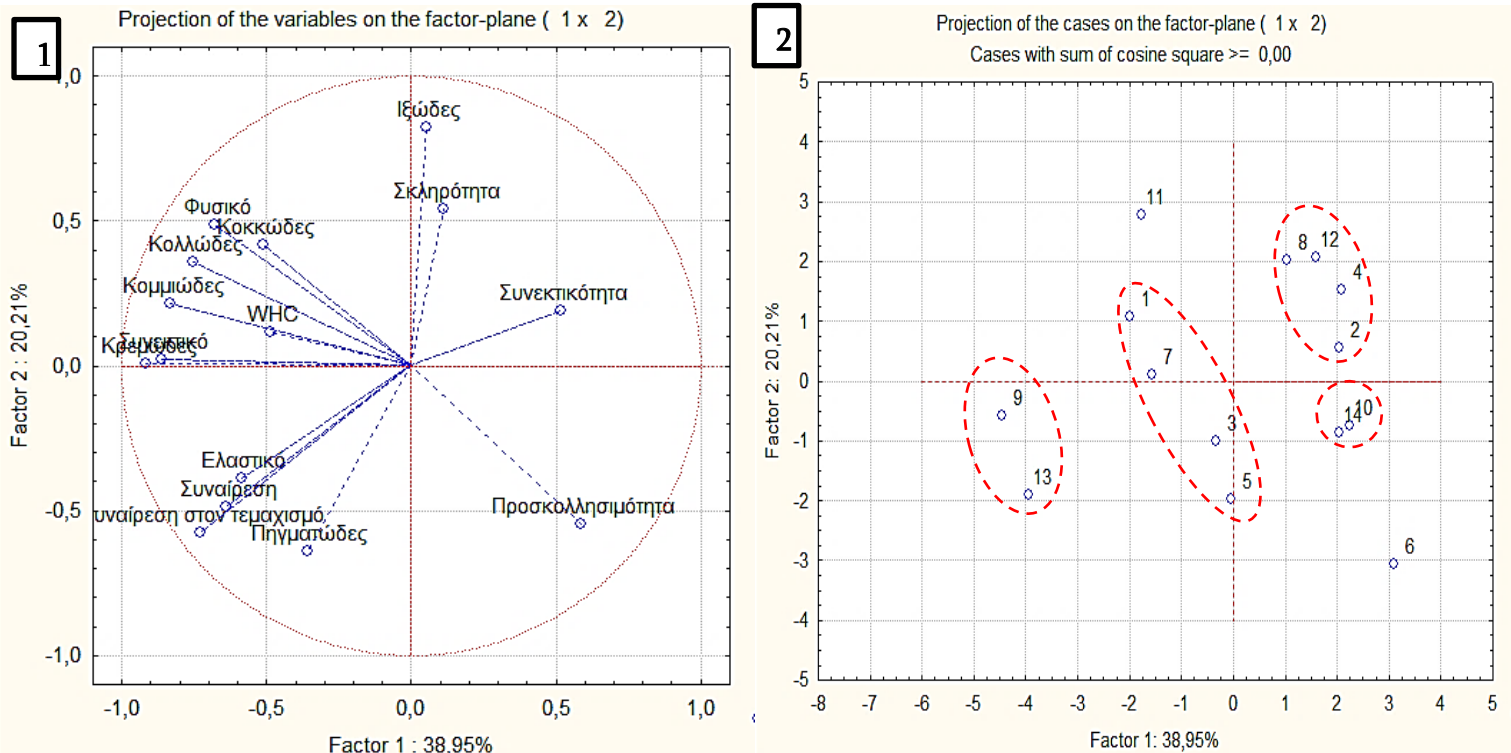 1
Projection of the variables on the factor-plane ( 1 x 2)
1,0
0,5
0,0
-0,5
-1,0
Factor 2 : 20,21%
Ιξώδες
Σκληρότητα
Φυσικό
Κοκκώδες
Κολλώδες
Κομμιώδες
WHC
Συνεκτικότητα
Συνεκτικό
Κρεμώδες
Ελαστικό
Συναίρεση
υναίρεση στον τεμαχισμό
Πηγματώδες
Προσκολλησιμότητα
-1,0 -0,5 0,0 0,5 1,0
Factor 1 : 38,95%
2
Projection of the cases on the factor-plane ( 1 x 2)
Cases with sum of cosine square >= 0,00
5
4
3
2
1
0
-1
-2
-3
-4
-5
Factor 2: 20,21%
11
8 12
4
1
2
7
9
10
14
3
13
5
6
-8 -7 -6 -5 -4 -3 -2 -1 0 1 2 3 4 5
Factor 1: 38,95%